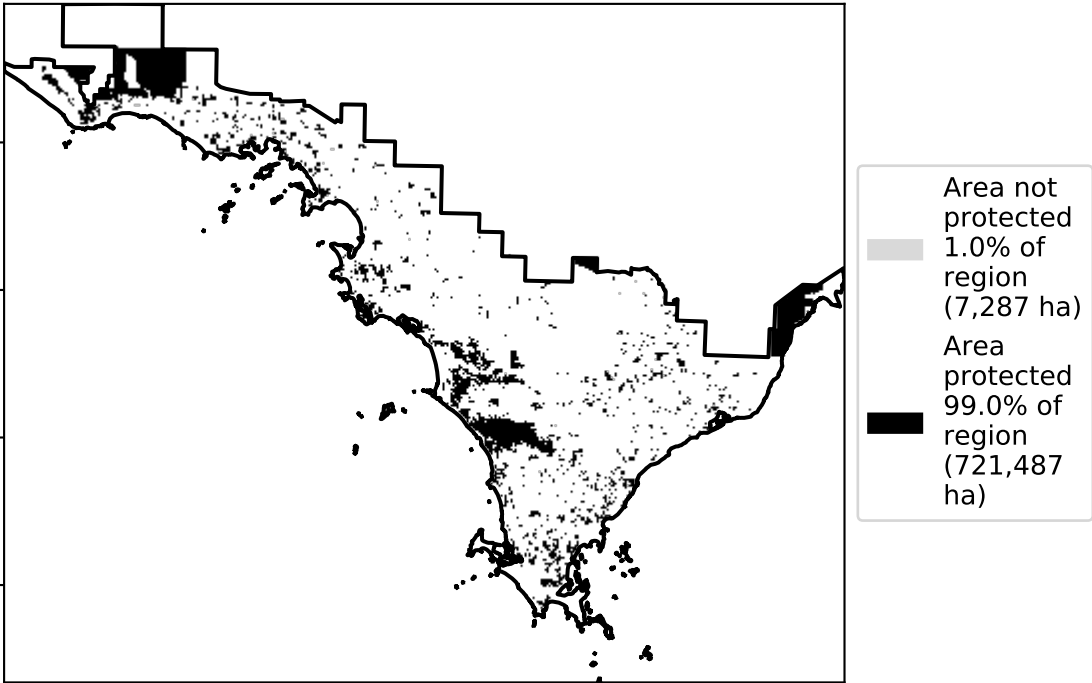 Area not
protected
1.0% of
region
(7,287 ha)
Area
protected
99.0% of
region
(721,487
ha)